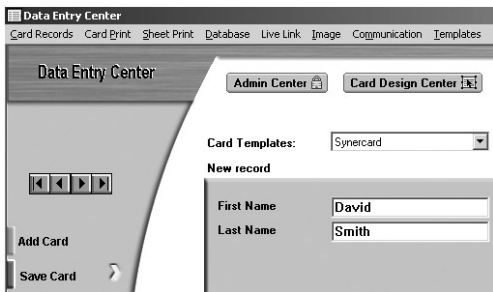 Data Entry Center
Card Records Card Print Sheet Print Database Live Link Image Communication Templates
Data Entry Center
Admin Center Card Design Center
Card Templates: Synercard
New record
First Name David
Last Name Smith
Add Card
Save Card